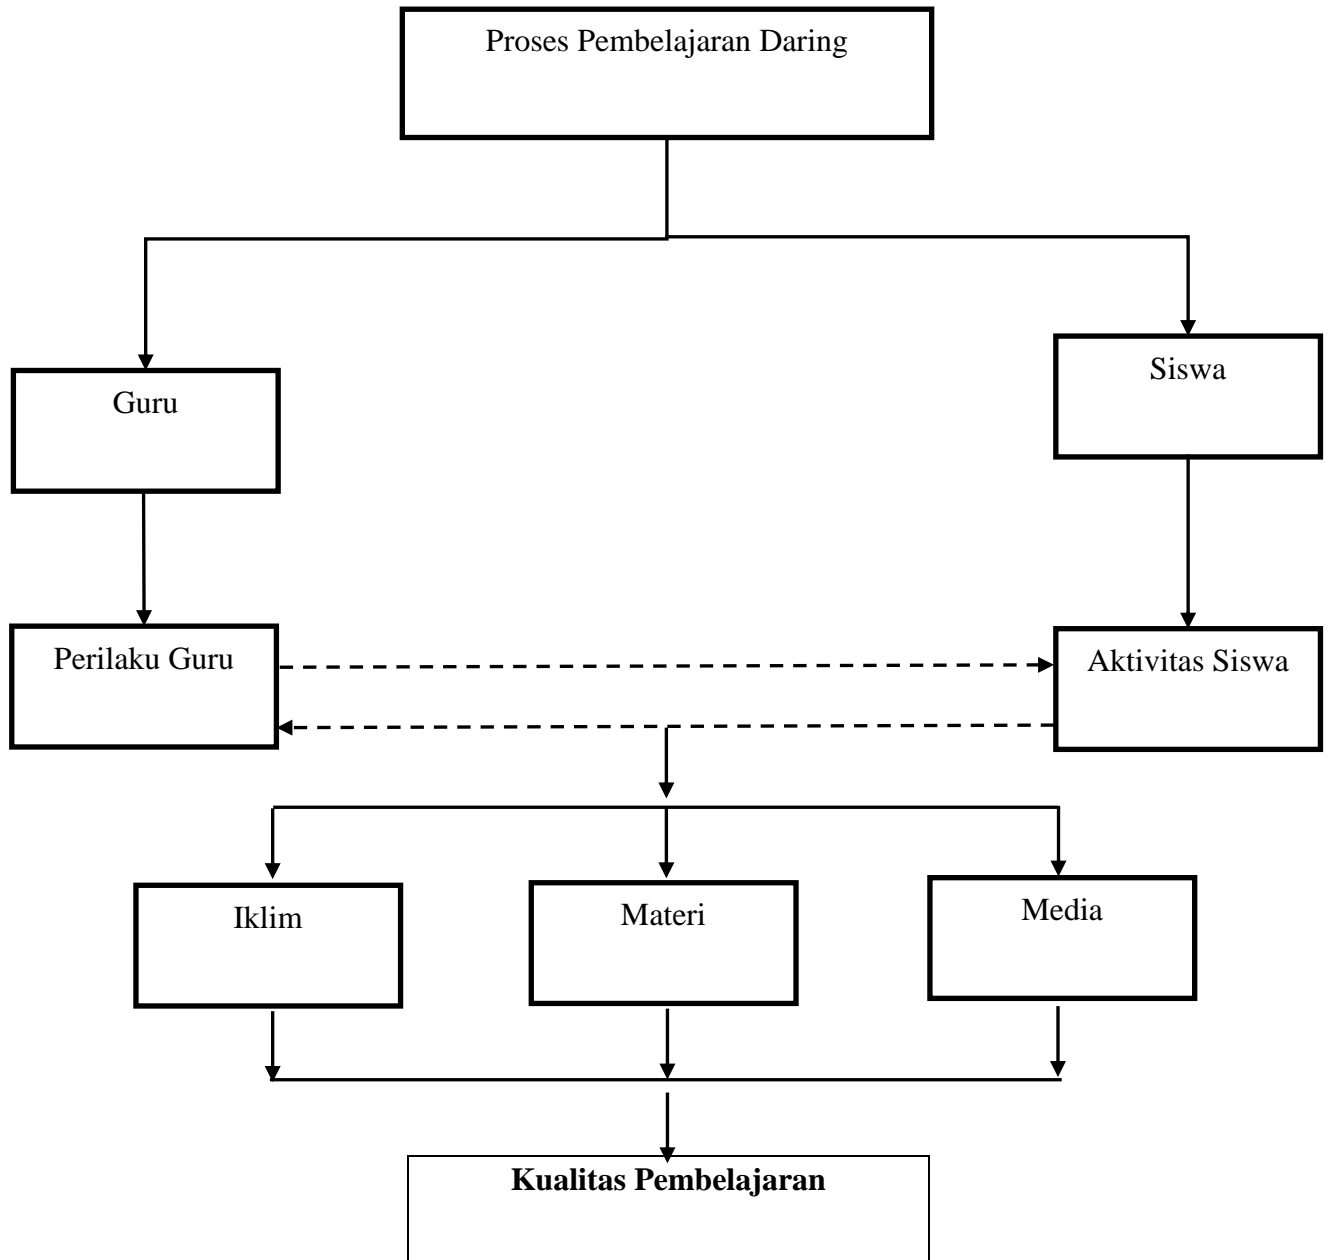 Proses Pembelajaran Daring
Siswa
Guru
Perilaku Guru
Aktivitas Siswa
Iklim
Materi
Media
Kualitas Pembelajaran